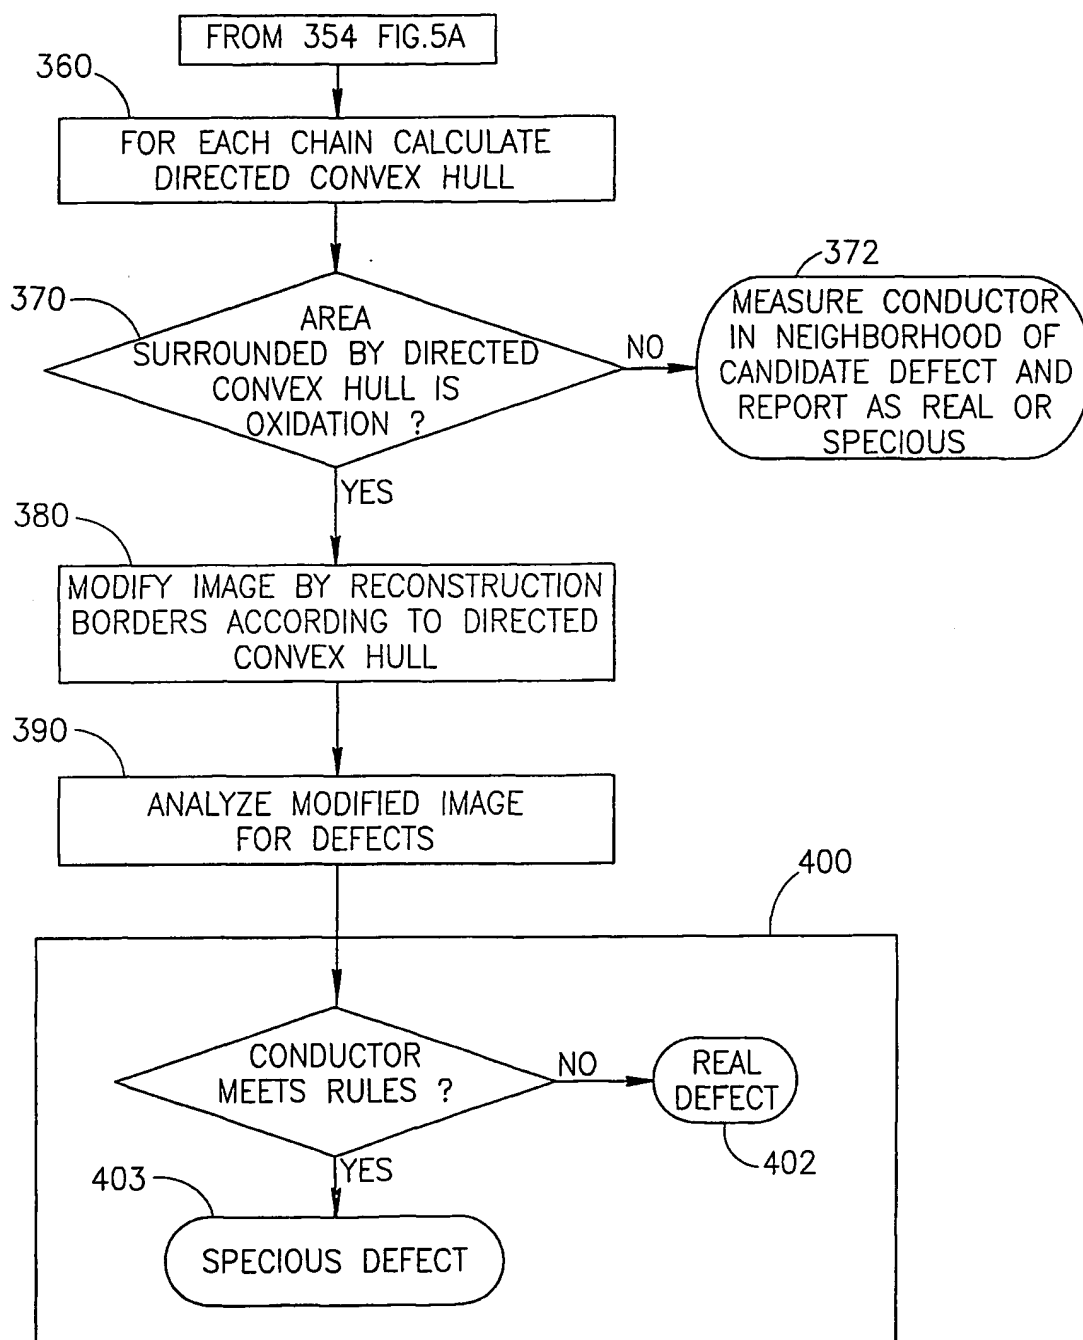 FROM 354 FIG.5A
360
FOR EACH CHAIN CALCULATE
DIRECTED CONVEX HULL
370
AREA
SURROUNDED BY DIRECTED
CONVEX HULL IS
OXIDATION ?
NO
372
MEASURE CONDUCTOR
IN NEIGHBORHOOD OF
CANDIDATE DEFECT AND
REPORT AS REAL OR
SPECIOUS
YES
380
MODIFY IMAGE BY RECONSTRUCTION
BORDERS ACCORDING TO DIRECTED
CONVEX HULL
390
ANALYZE MODIFIED IMAGE
FOR DEFECTS
400
CONDUCTOR
MEETS RULES ?
NO
REAL
DEFECT
402
YES
403
SPECIOUS DEFECT